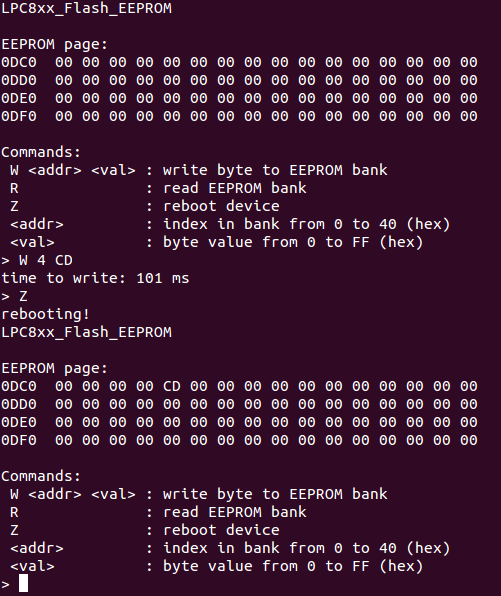 LPC8xx_Flash_EEPROM
EEPROM page:
0DC0  00 00 00 00 00 00 00 00 00 00 00 00 00 00 00 00
0DD0  00 00 00 00 00 00 00 00 00 00 00 00 00 00 00 00
0DE0  00 00 00 00 00 00 00 00 00 00 00 00 00 00 00 00
0DF0  00 00 00 00 00 00 00 00 00 00 00 00 00 00 00 00
Commands:
 W <addr> <val> : write byte to EEPROM bank
 R              : read EEPROM bank
 Z              : reboot device
 <addr>         : index in bank from 0 to 40 (hex)
 <val>          : byte value from 0 to FF (hex)
> W 4 CD
time to write: 101 ms
> Z
rebooting!
LPC8xx_Flash_EEPROM
EEPROM page:
0DC0  00 00 00 00 CD 00 00 00 00 00 00 00 00 00 00 00
0DD0  00 00 00 00 00 00 00 00 00 00 00 00 00 00 00 00
0DE0  00 00 00 00 00 00 00 00 00 00 00 00 00 00 00 00
0DF0  00 00 00 00 00 00 00 00 00 00 00 00 00 00 00 00
Commands:
 W <addr> <val> : write byte to EEPROM bank
 R              : read EEPROM bank
 Z              : reboot device
 <addr>         : index in bank from 0 to 40 (hex)
 <val>          : byte value from 0 to FF (hex)
>